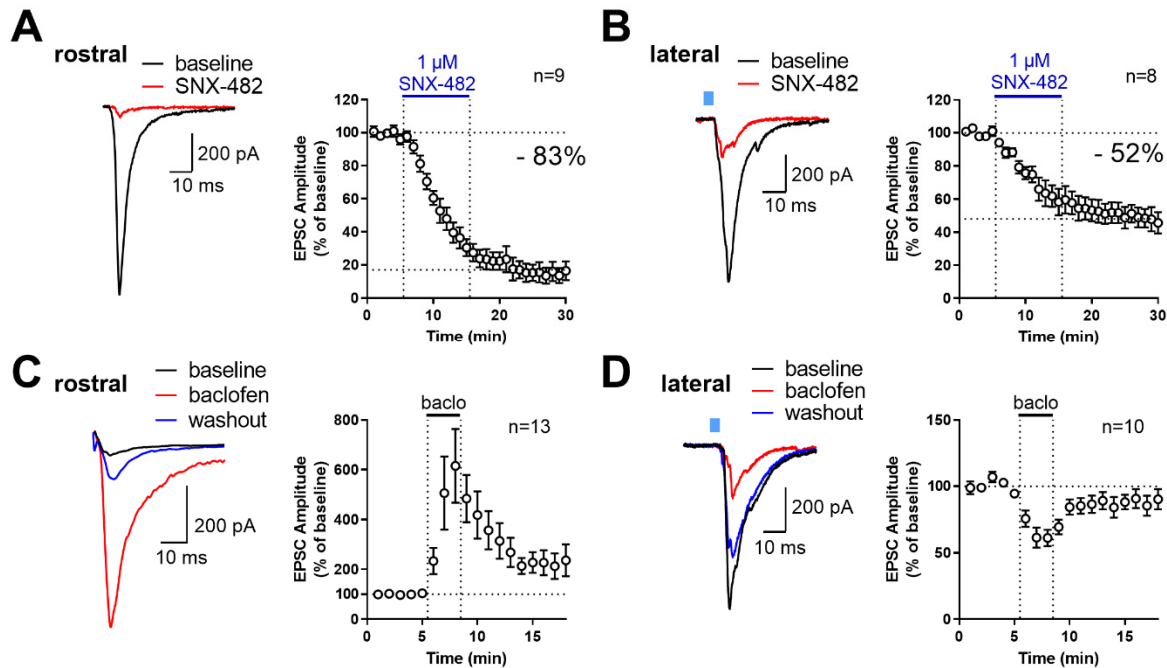 A
rostral
baseline
SNX-482
200 pA
10 ms
1 µM
SNX-482
n=9
- 83%
EPSC Amplitude
(% of baseline)
120
100
80
60
40
20
0
0
10
20
30
Time (min)
B
lateral
baseline
SNX-482
200 pA
10 ms
1 µM
SNX-482
n=8
- 52%
EPSC Amplitude
(% of baseline)
120
100
80
60
40
20
0
0
10
20
30
Time (min)
C
rostral
baseline
baclofen
washout
200 pA
10 ms
baclo
n=13
EPSC Amplitude
(% of baseline)
800
600
400
200
100
0
0
5
10
15
Time (min)
D
lateral
baseline
baclofen
washout
200 pA
10 ms
baclo
n=10
EPSC Amplitude
(% of baseline)
150
100
50
0
0
5
10
15
Time (min)